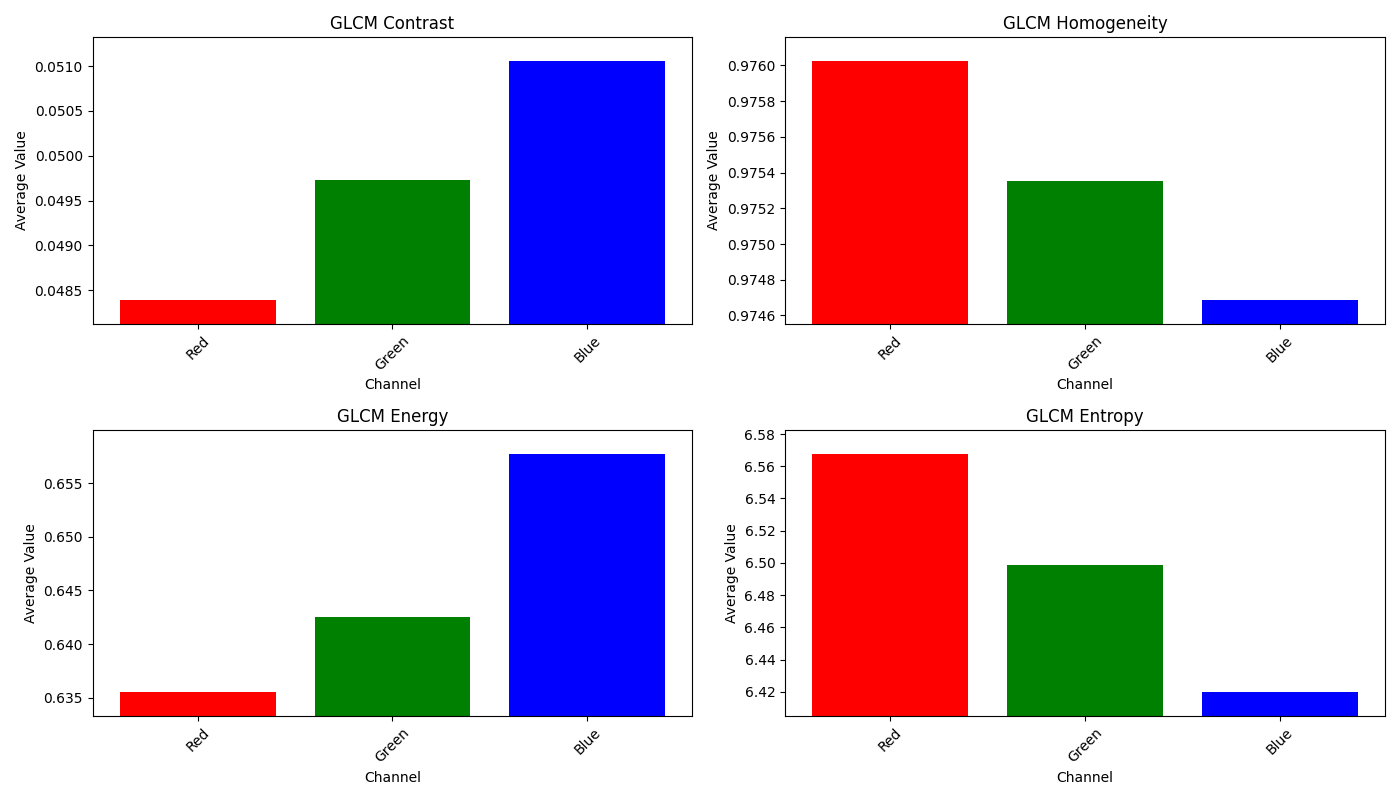 GLCM Contrast
Average Value
0.0510
0.0505
0.0500
0.0495
0.0490
0.0485
Red
Green
Blue
Channel
GLCM Homogeneity
Average Value
0.9760
0.9758
0.9756
0.9754
0.9752
0.9750
0.9748
0.9746
Red
Green
Blue
Channel
GLCM Energy
Average Value
0.655
0.650
0.645
0.640
0.635
Red
Green
Blue
Channel
GLCM Entropy
Average Value
6.58
6.56
6.54
6.52
6.50
6.48
6.46
6.44
6.42
Red
Green
Blue
Channel